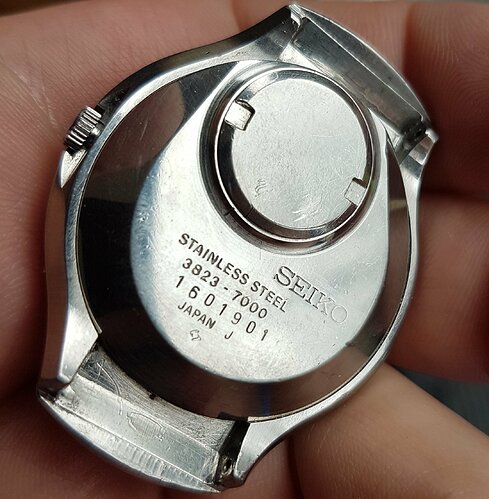 SEIKO
STAINLESS STEEL
3823-7000
1601901
JAPAN J